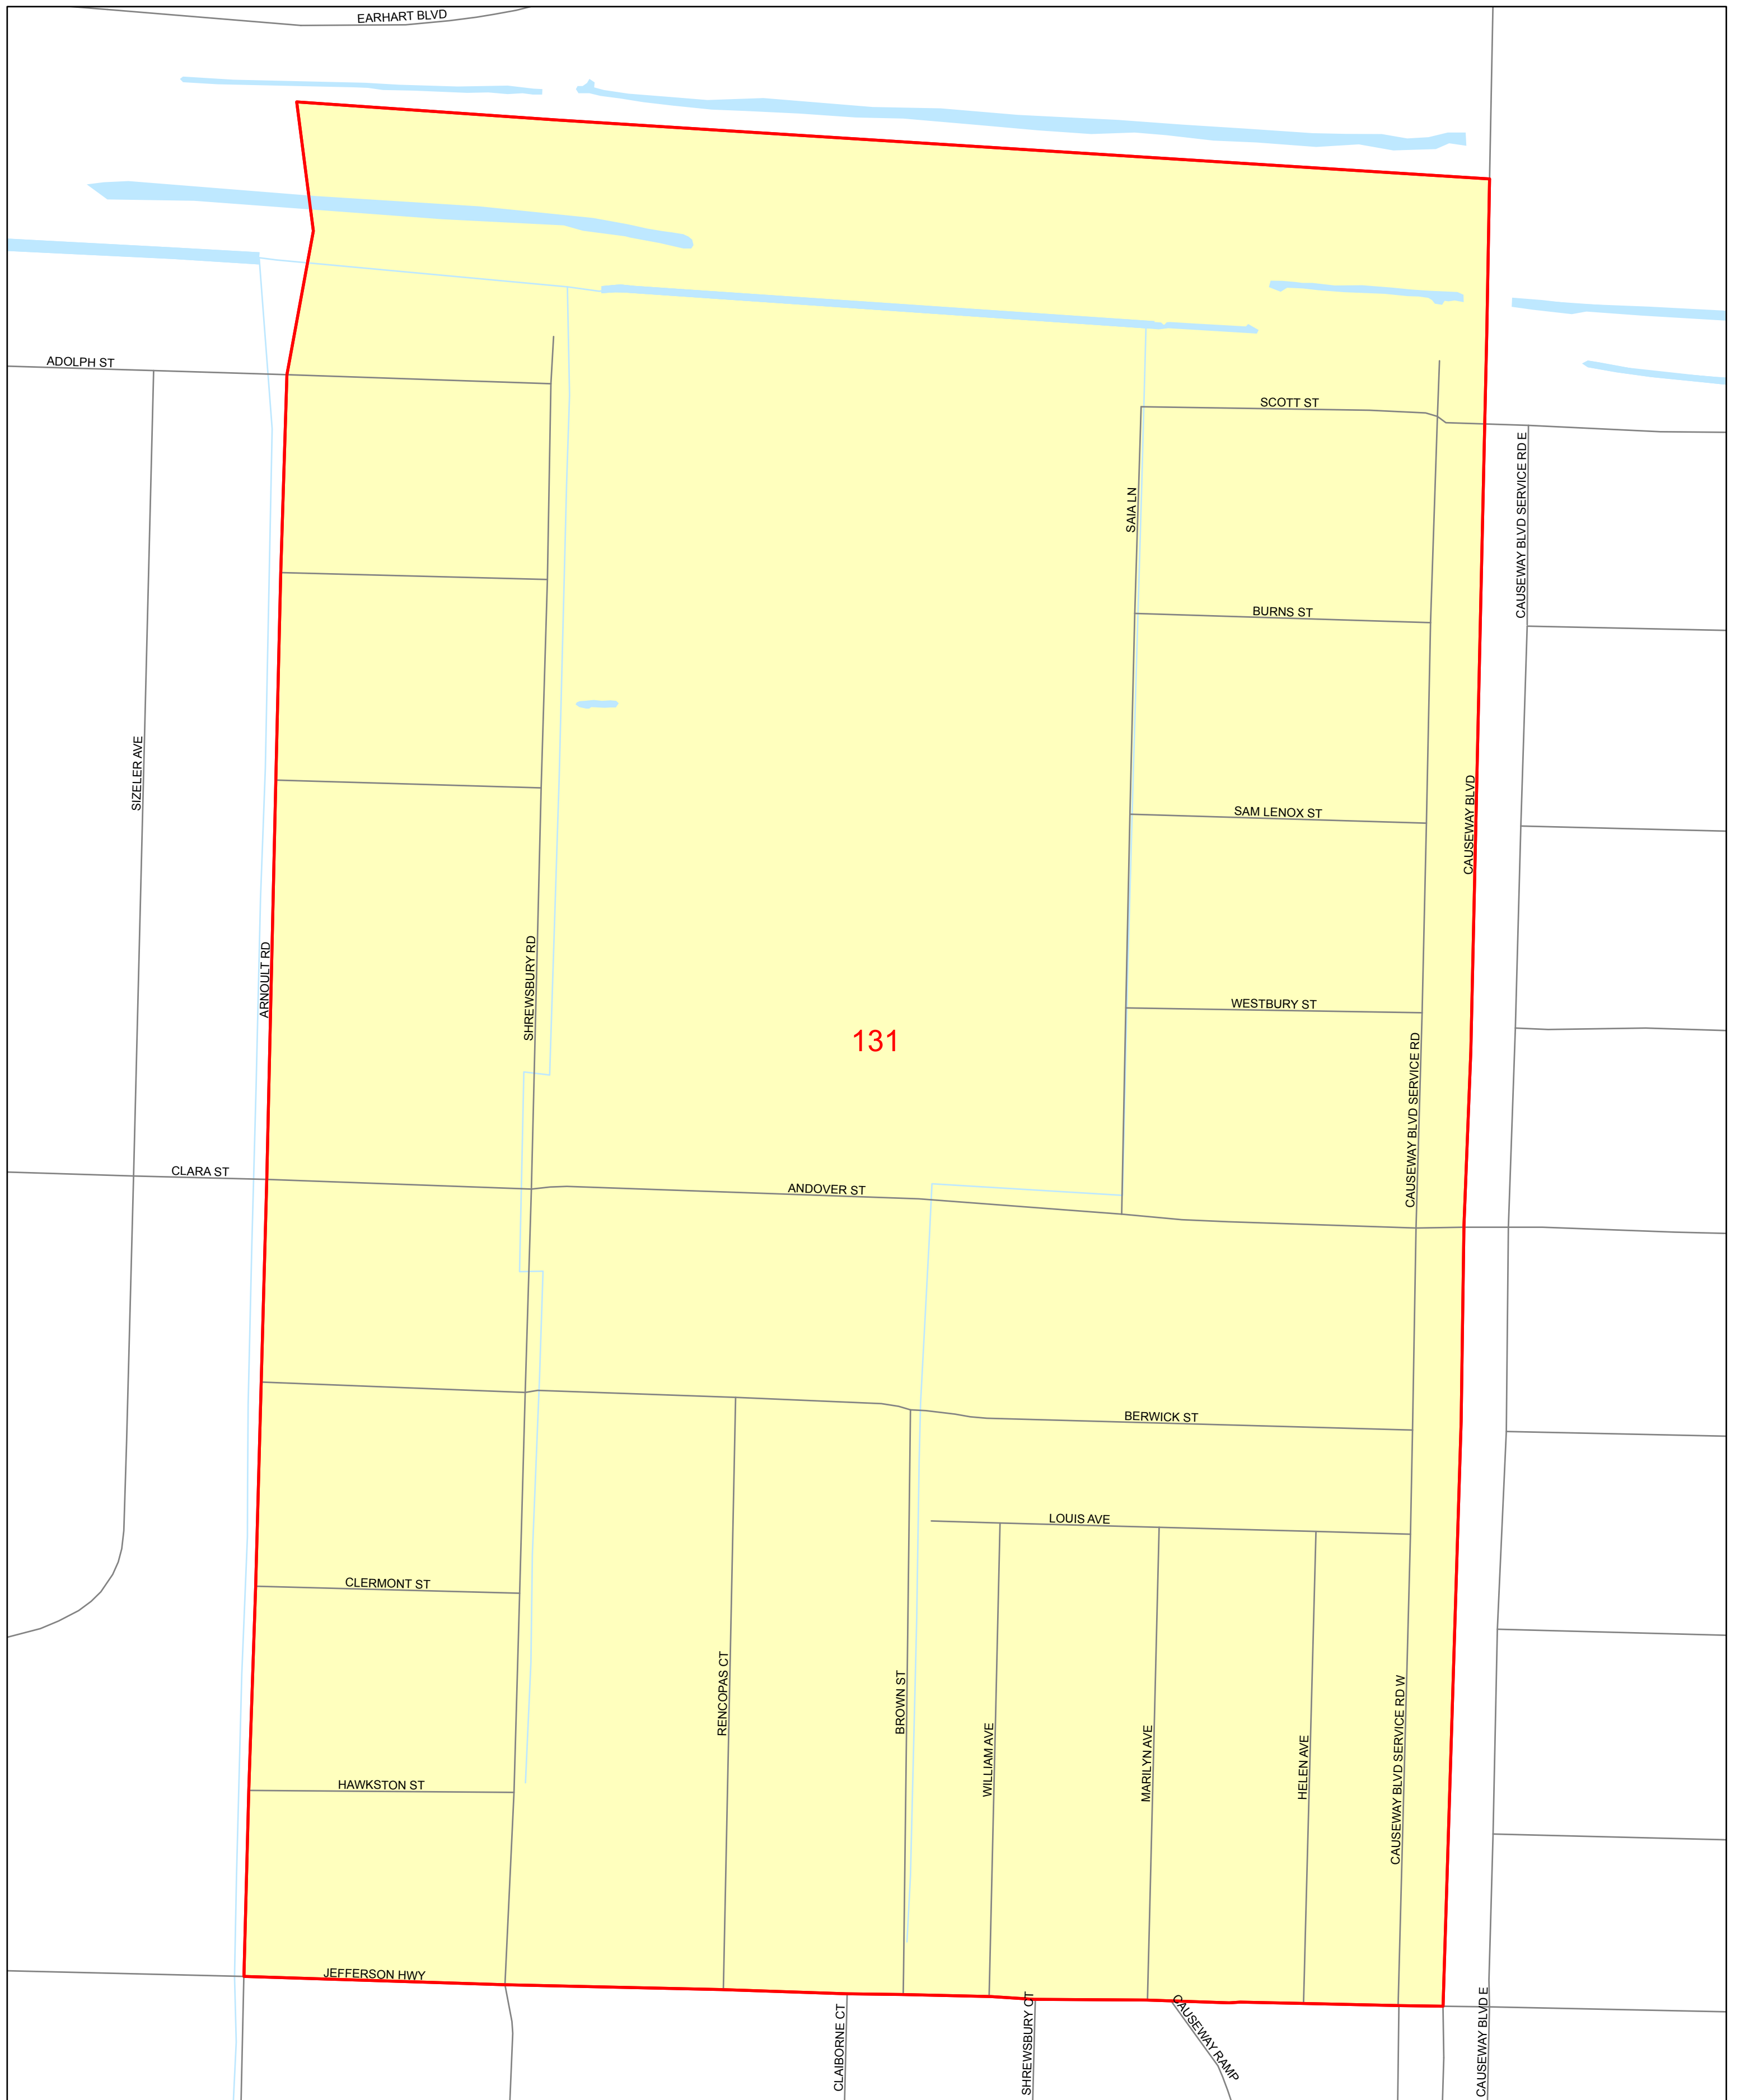 EARHART BLVD
ADOLPH ST
SCOTT ST
CAUSEWAY BLVD SERVICE RD E
SAIA LN
BURNS ST
SIZELER AVE
SAM LENOX ST
CAUSEWAY BLVD
ARNOULT RD
SHREWSBURY RD
WESTBURY ST
131
CAUSEWAY BLVD SERVICE RD
CLARA ST
ANDOVER ST
BERWICK ST
LOUIS AVE
CLERMONT ST
RENCOPAS CT
BROWN ST
WILLIAM AVE
MARILYN AVE
HELEN AVE
CAUSEWAY BLVD SERVICE RD W
HAWKSTON ST
JEFFERSON HWY
CLAIBORNE CT
SHREWSBURY CT
CAUSEWAY RAMP
CAUSEWAY BLVD E